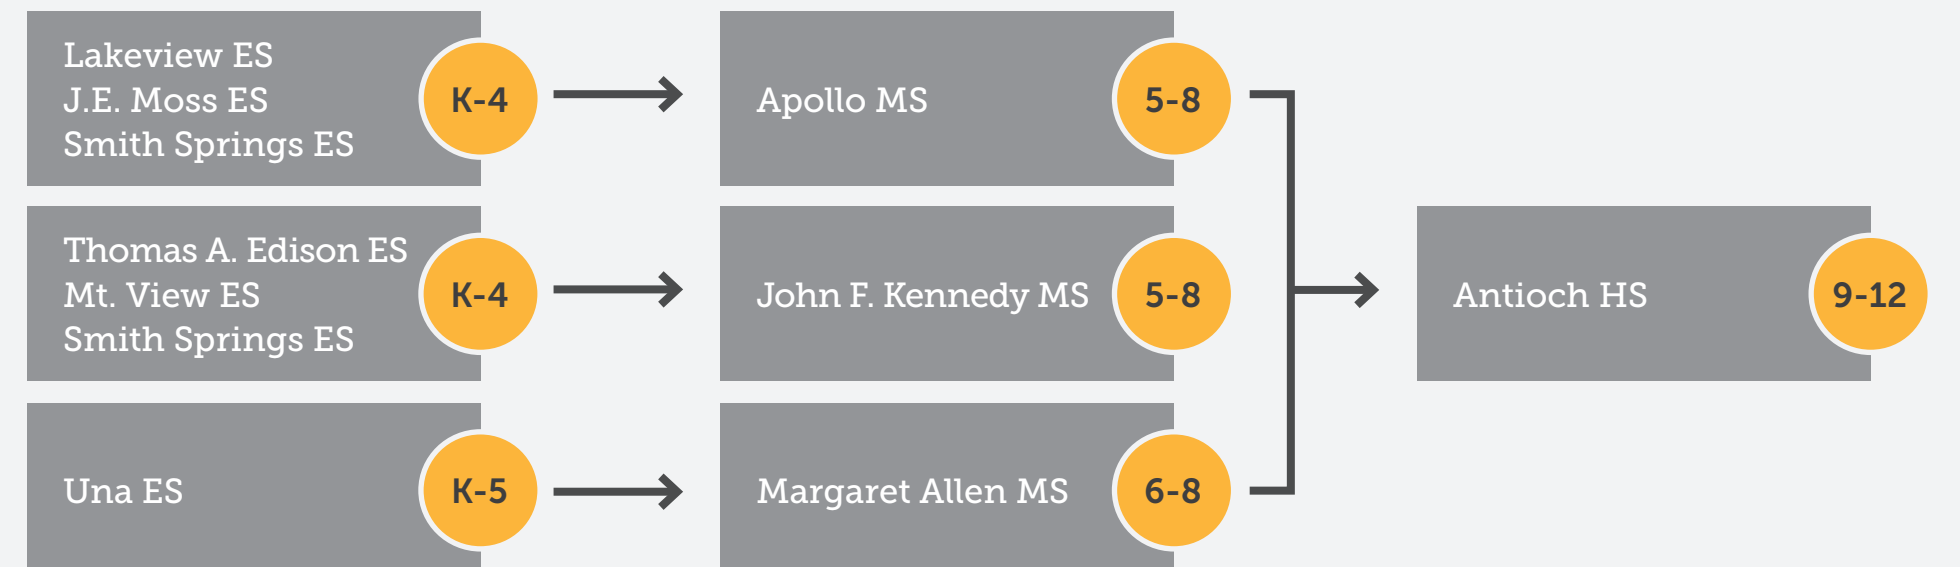 Lakeview ES
J.E. Moss ES
Smith Springs ES
K-4
Apollo MS
5-8
Thomas A. Edison ES
Mt. View ES
Smith Springs ES
K-4
John F. Kennedy MS
5-8
Antioch HS
9-12
Una ES
K-5
Margaret Allen MS
6-8